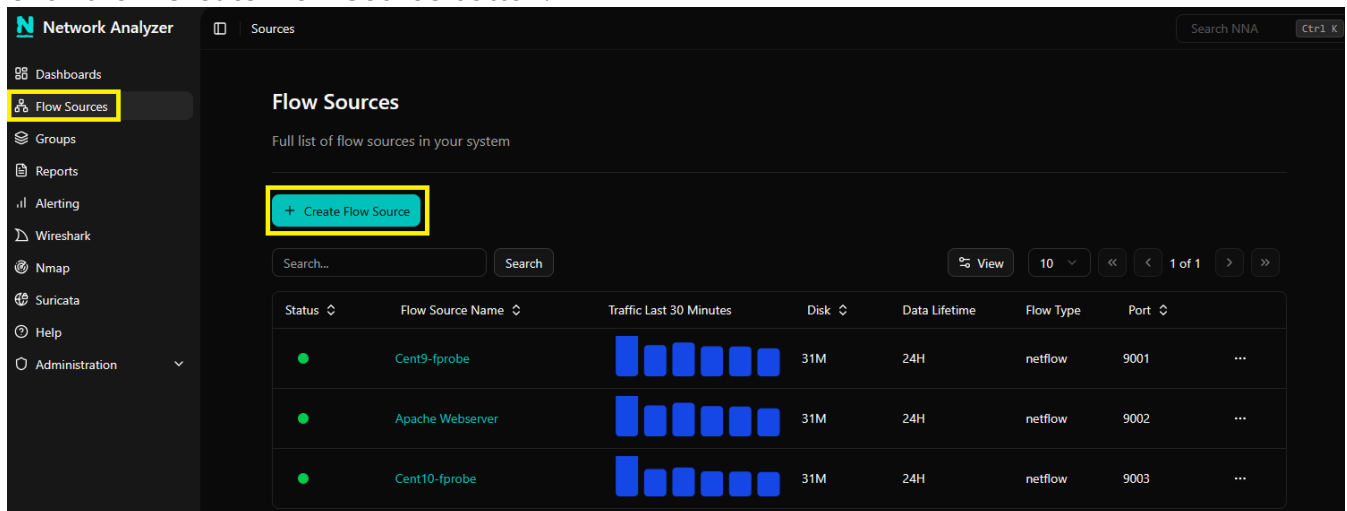 Network Analyzer
Sources
Search NNA
Ctrl K
Dashboards
Flow Sources
Groups
Reports
Alerting
Wireshark
Nmap
Suricata
Help
Administration
Flow Sources
Full list of flow sources in your system
+ Create Flow Source
Search...
Search
View
10
1 of 1
Status Flow Source Name Traffic Last 30 Minutes Disk Data Lifetime Flow Type Port
Cent9-fprobe 31M 24H netflow 9001 ...
Apache Webserver 31M 24H netflow 9002 ...
Cent10-fprobe 31M 24H netflow 9003 ...